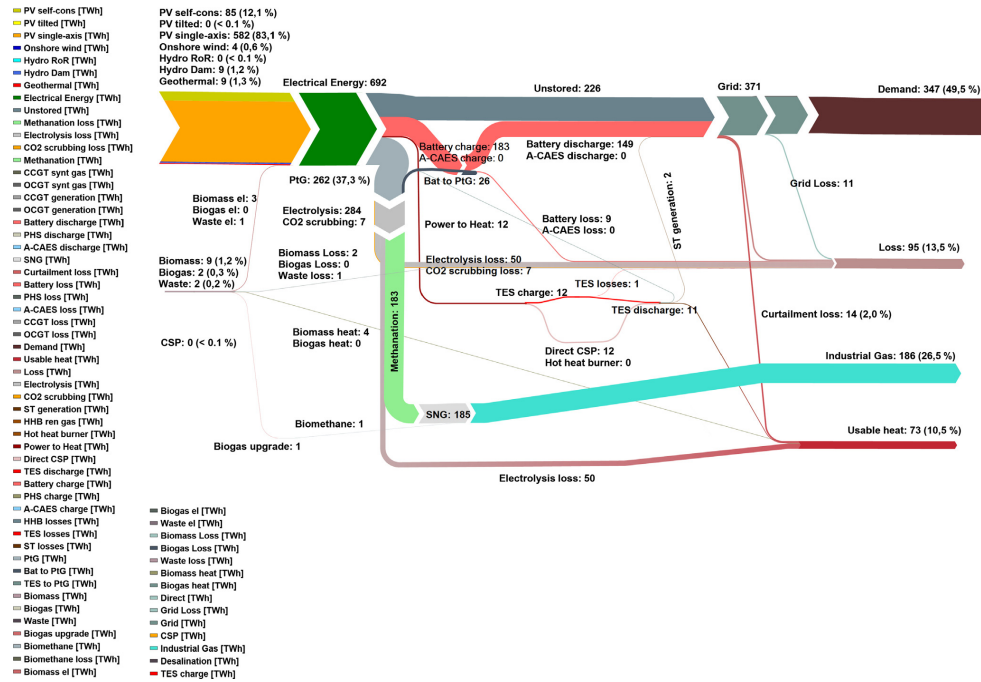 PV self-cons [TWh]
PV tilted [TWh]
PV single-axis [TWh]
Onshore wind [TWh]
Hydro RoR [TWh]
Hydro Dam [TWh]
Geothermal [TWh]
Electrical Energy [TWh]
Unstored [TWh]
Methanation loss [TWh]
Electrolysis loss [TWh]
CO2 scrubbing loss [TWh]
Methanation [TWh]
CCGT synt gas [TWh]
OCGT synt gas [TWh]
CCGT generation [TWh]
OCGT generation [TWh]
Battery discharge [TWh]
PHS discharge [TWh]
A-CAES discharge [TWh]
SNG [TWh]
Curtailment loss [TWh]
Battery loss [TWh]
PHS loss [TWh]
A-CAES loss [TWh]
CCGT loss [TWh]
OCGT loss [TWh]
Demand [TWh]
Usable heat [TWh]
Loss [TWh]
Electrolysis [TWh]
CO2 scrubbing [TWh]
ST generation [TWh]
HHB ren gas [TWh]
Hot heat burner [TWh]
Power to Heat [TWh]
Direct CSP [TWh]
TES discharge [TWh]
Battery charge [TWh]
PHS charge [TWh]
A-CAES charge [TWh]
HHB losses [TWh]
TES losses [TWh]
ST losses [TWh]
PtG [TWh]
Bat to PtG [TWh]
TES to PtG [TWh]
Biomass [TWh]
Biogas [TWh]
Waste [TWh]
Biogas upgrade [TWh]
Biomethane [TWh]
Biomethane loss [TWh]
Biomass el [TWh]
Biogas el [TWh]
Waste el [TWh]
Biomass Loss [TWh]
Biogas Loss [TWh]
Waste loss [TWh]
Biomass heat [TWh]
Biogas heat [TWh]
Direct [TWh]
Grid Loss [TWh]
Grid [TWh]
CSP [TWh]
Industrial Gas [TWh]
Desalination [TWh]
TES charge [TWh]
PV self-cons: 85 (12,1 %)
PV tilted: 0 (< 0.1 %)
PV single-axis: 582 (83,1 %)
Onshore wind: 4 (0,6 %)
Hydro RoR: 0 (< 0.1 %)
Hydro Dam: 9 (1,2 %)
Geothermal: 9 (1,3 %)
Electrical Energy: 692
Unstored: 226
Grid: 371
Demand: 347 (49,5 %)
Battery charge: 183
A-CAES charge: 0
Battery discharge: 149
A-CAES discharge: 0
PtG: 262 (37,3 %)
Bat to PtG: 26
ST generation: 2
Grid Loss: 11
Biomass el: 3
Biogas el: 0
Waste el: 1
Electrolysis: 284
CO2 scrubbing: 7
Power to Heat: 12
Battery loss: 9
A-CAES loss: 0
Loss: 95 (13,5 %)
Biomass: 9 (1,2 %)
Biogas: 2 (0,3 %)
Waste: 2 (0,2 %)
Biomass Loss: 2
Biogas Loss: 0
Waste loss: 1
Electrolysis loss: 50
CO2 scrubbing loss: 7
TES losses: 1
TES charge: 12
TES discharge: 11
Curtailment loss: 14 (2,0 %)
Methanation: 183
CSP: 0 (< 0.1 %)
Biomass heat: 4
Biogas heat: 0
Direct CSP: 12
Hot heat burner: 0
Industrial Gas: 186 (26,5 %)
SNG: 185
Biomethane: 1
Biogas upgrade: 1
Usable heat: 73 (10,5 %)
Electrolysis loss: 50